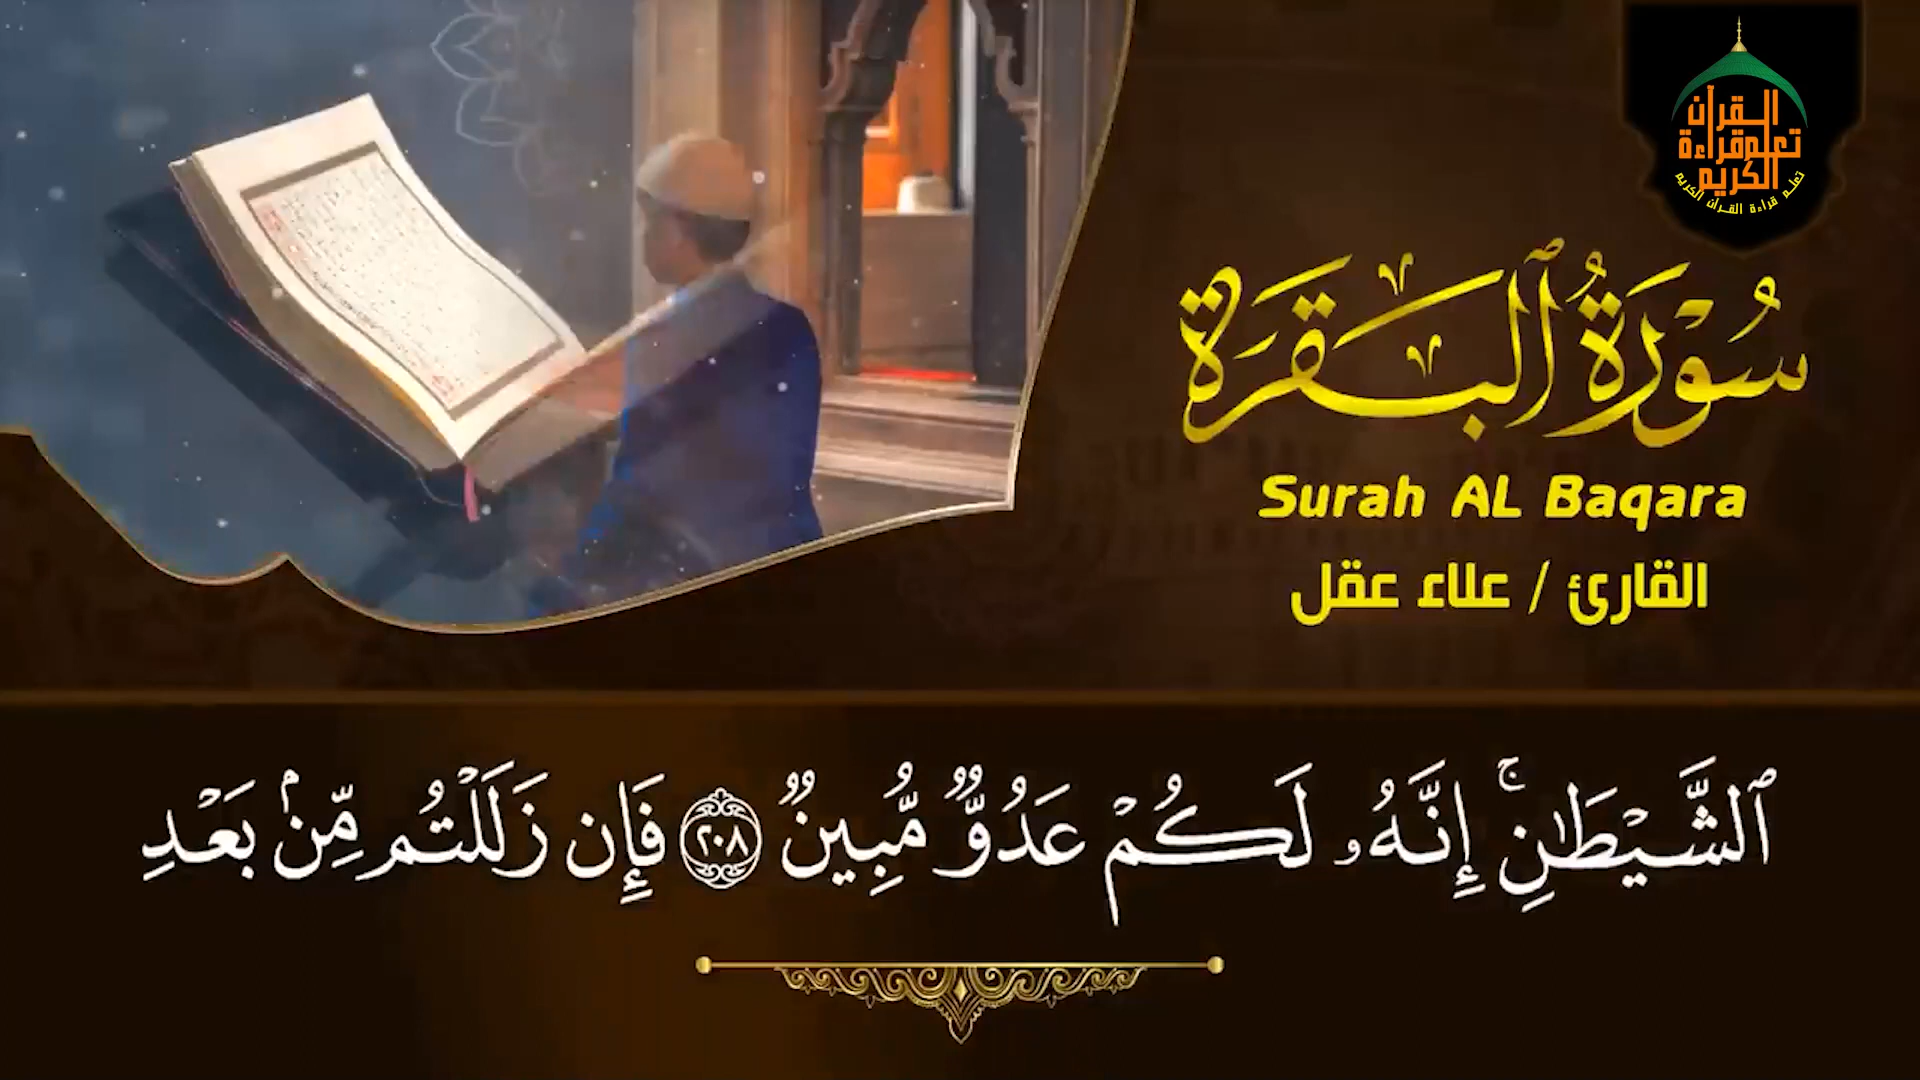 القرآن
تعلم قراءة
الكريم
تعلم قراءة القرآن الكريم
سُورَةُ ٱلْبَقَرَةِ
Surah AL Baqara
القارئ / علاء عقل
ٱلشَّيْطَٰنِۚ إِنَّهُۥ لَكُمْ عَدُوٌّ مُّبِينٌ ٢٠٨ فَإِن زَلَلْتُم مِّنۢ بَعْدِ